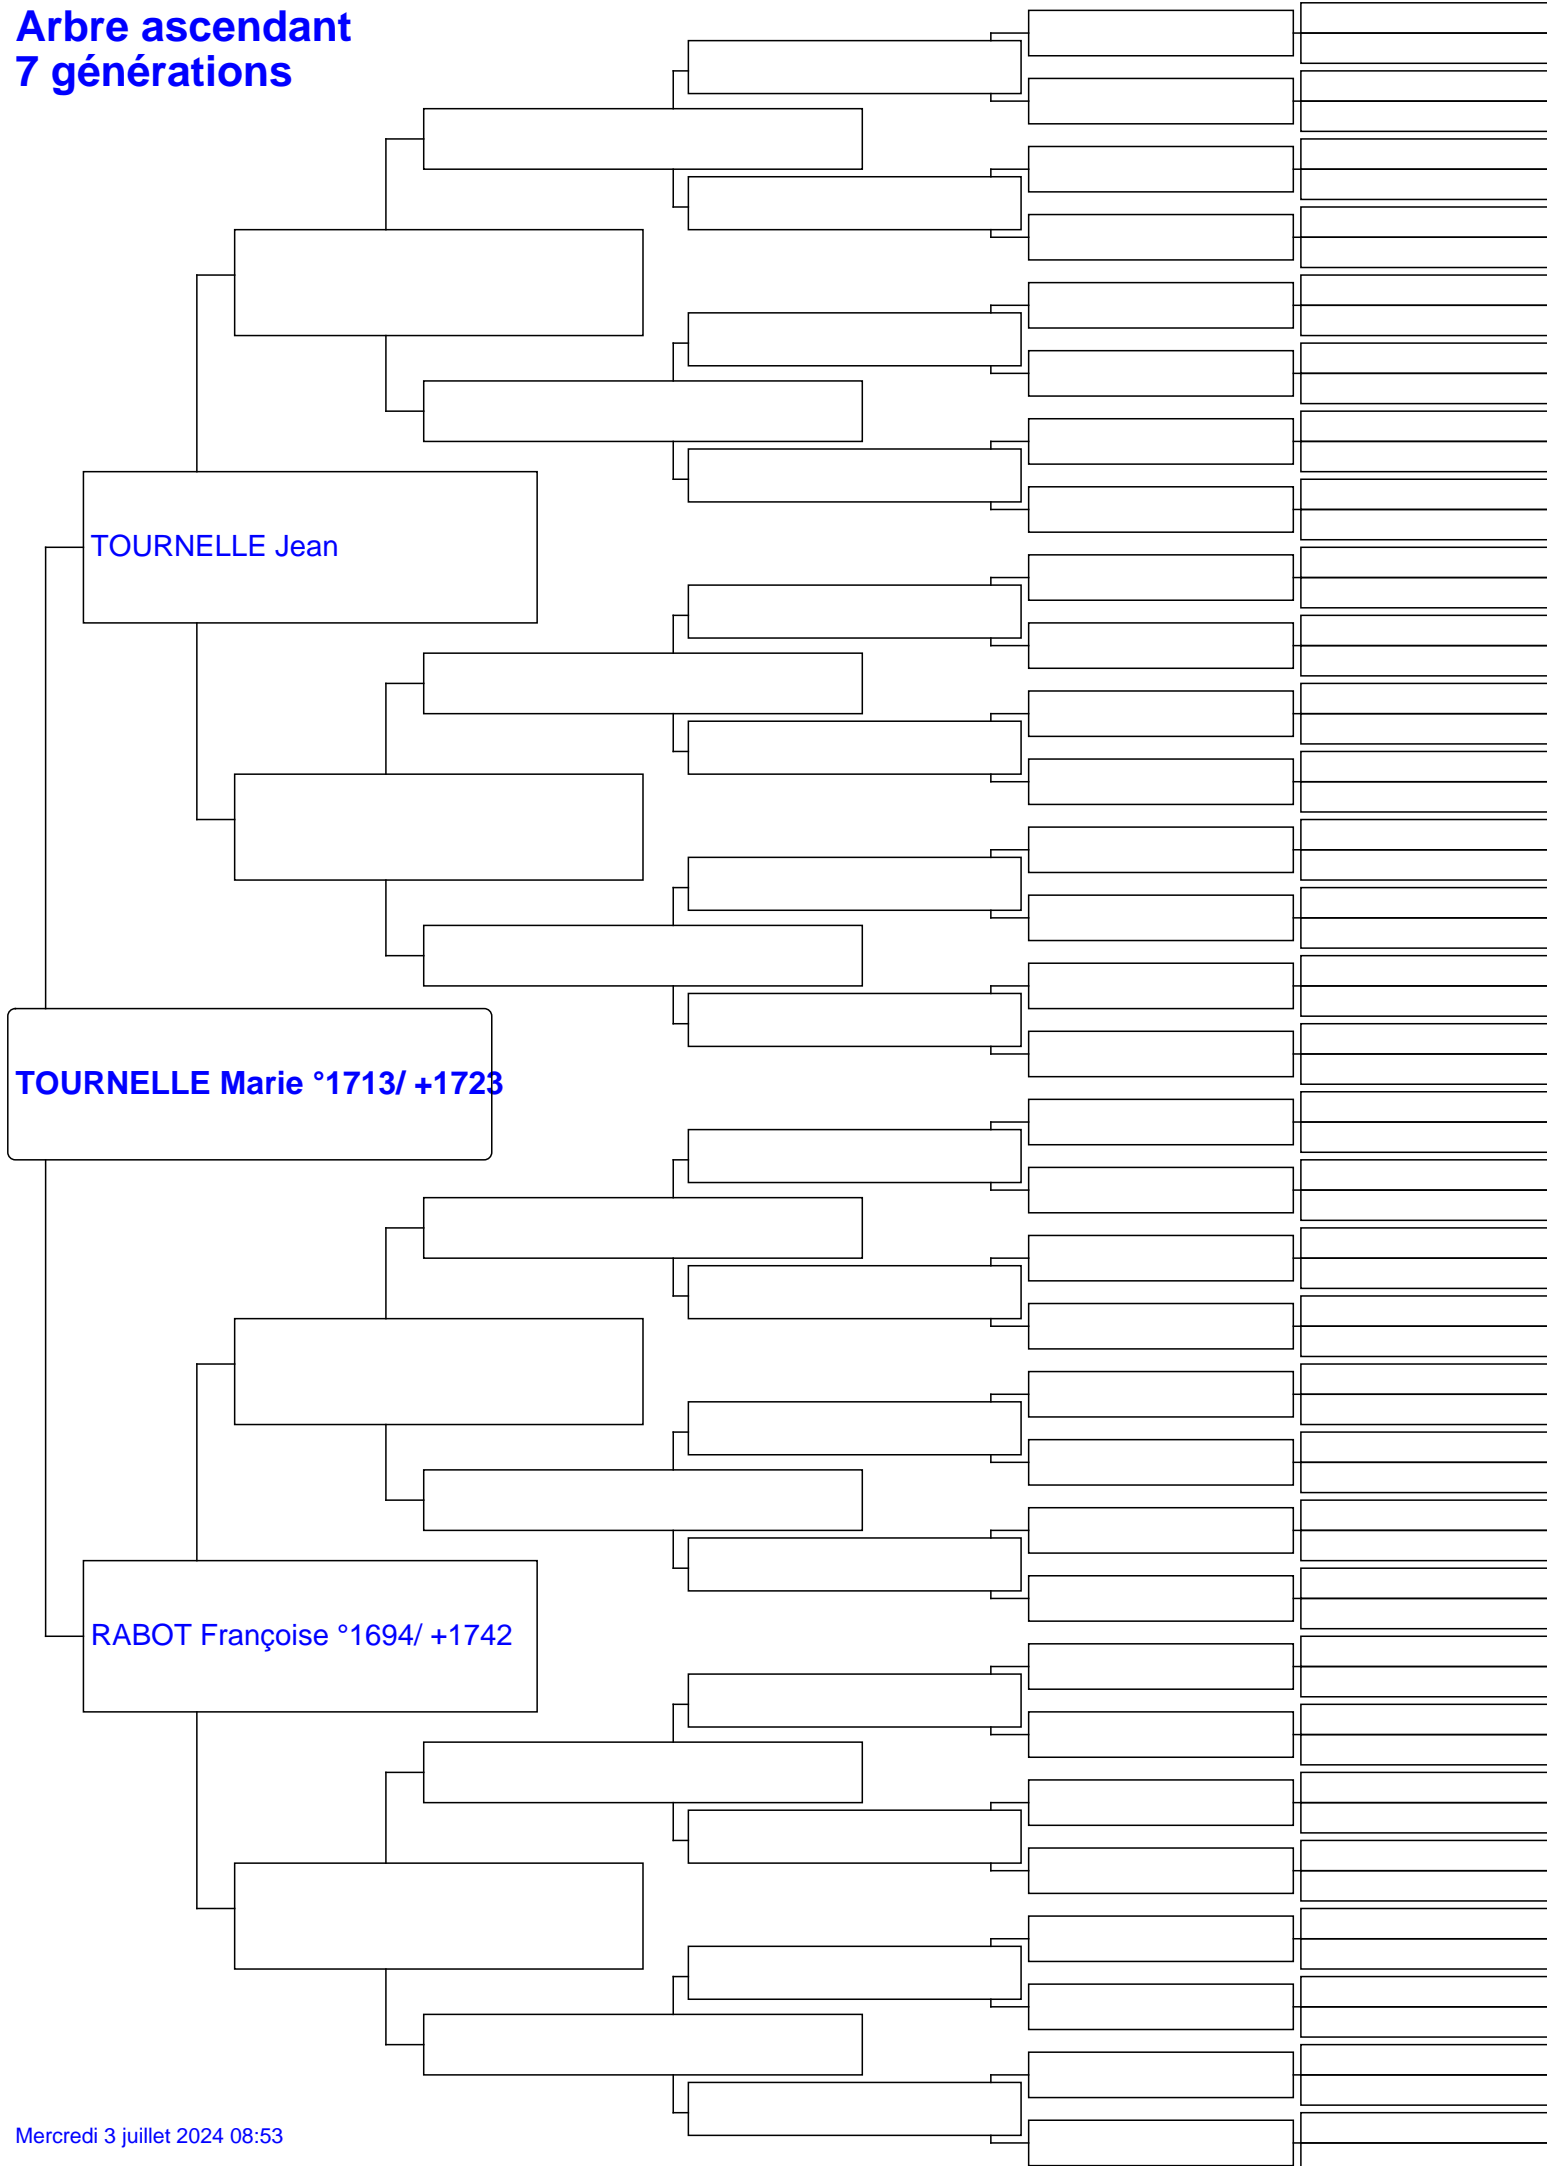 Arbre ascendant
7 générations
TOURNELLE Jean
TOURNELLE Marie °1713/ +1723
RABOT Françoise °1694/ +1742
Mercredi 3 juillet 2024 08:53